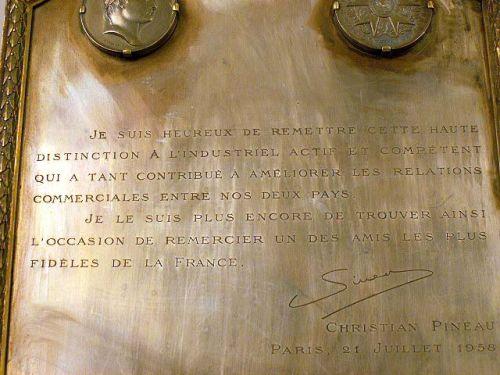 JE SUIS HEUREUX DE REMETTRE CETTE HAUTE
DISTINCTION A L'INDUSTRIEL ACTIF ET COMPÉTENT
QUI A TANT CONTRIBUÉ À AMÉLIORER LES RELATIONS
COMMERCIALES ENTRE NOS DEUX PAYS.
JE LE SUIS PLUS ENCORE DE TROUVER AINSI
L'OCCASION DE REMERCIER UN DES AMIS LES PLUS
FIDÈLES DE LA FRANCE.
CHRISTIAN PINEAU
PARIS, 21 JUILLET 1958